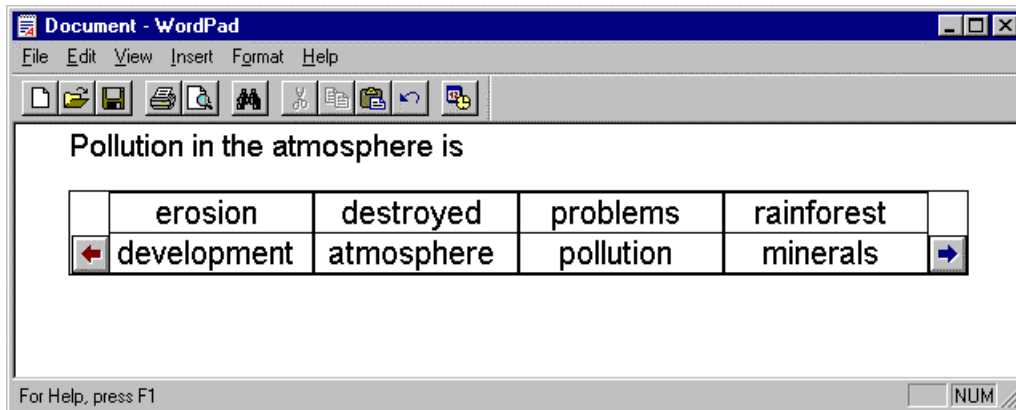 Document - WordPad
File Edit View Insert Format Help
Pollution in the atmosphere is
erosion destroyed problems rainforest
development atmosphere pollution minerals
For Help, press F1 NUM